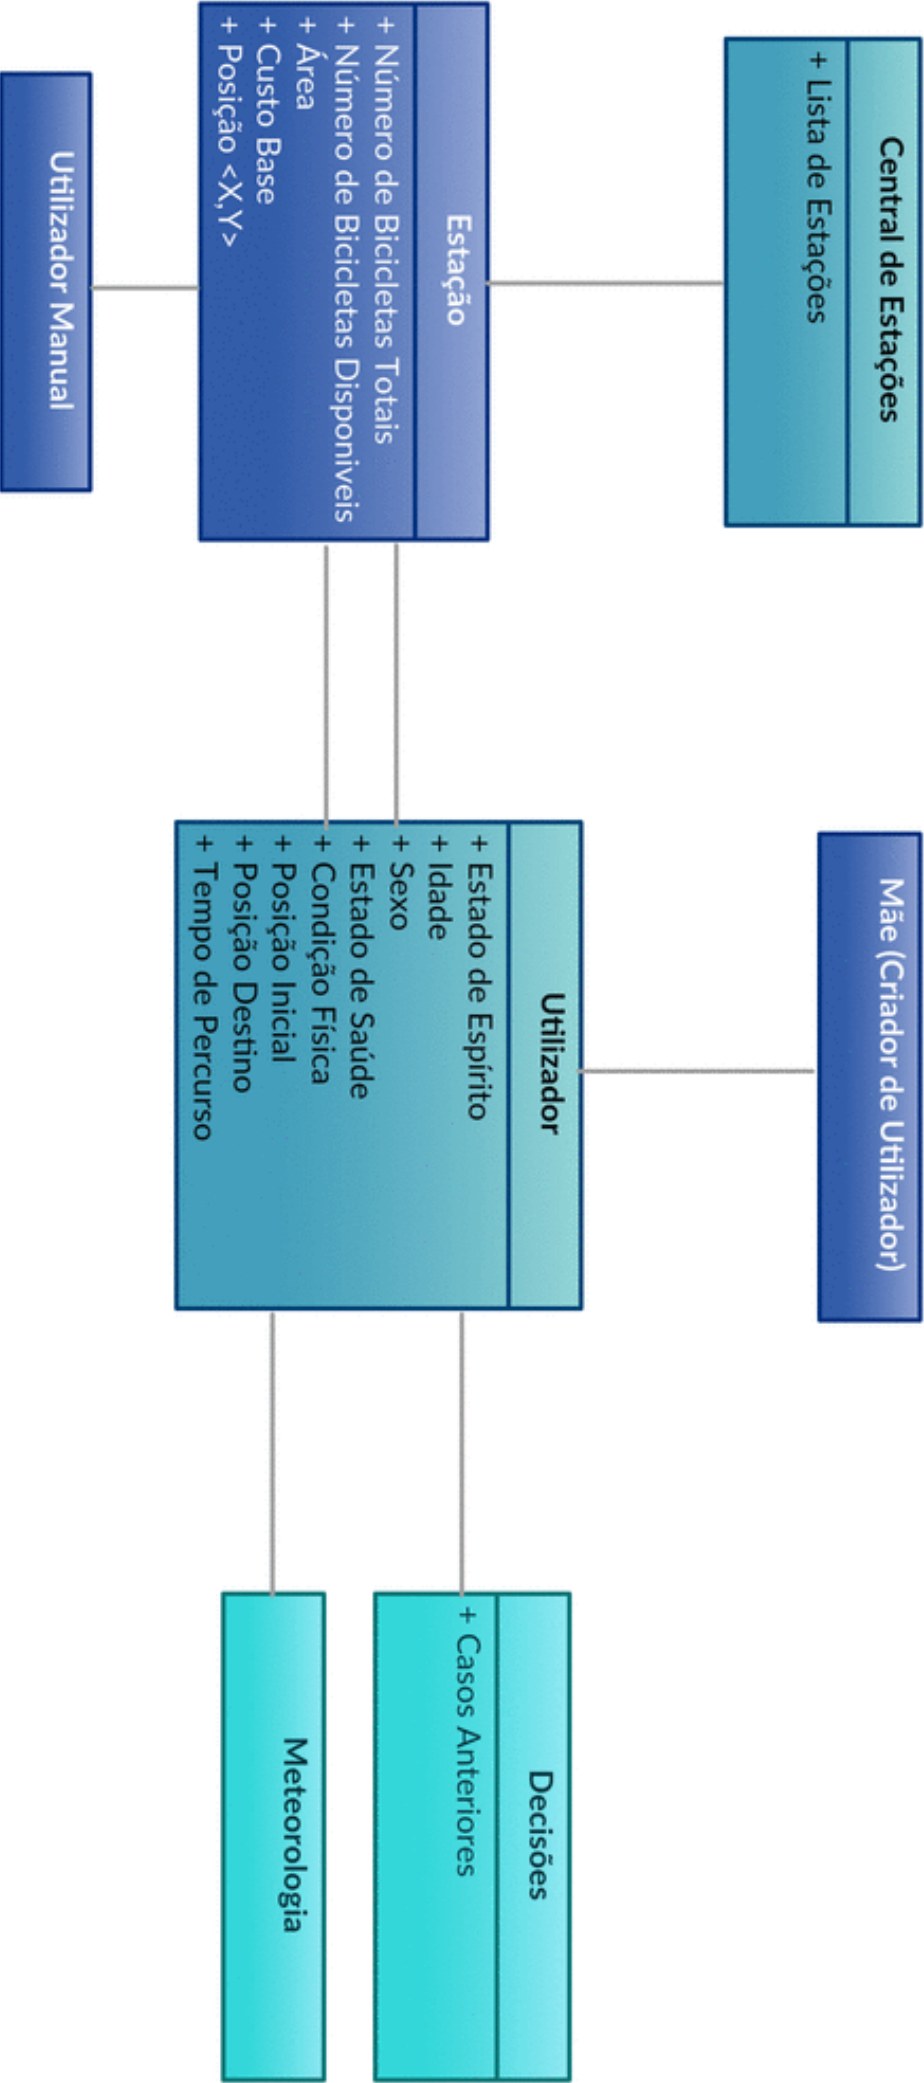 Central de Estações
+ Lista de Estações
Mãe (Criador de Utilizador)
Estação
+ Número de Bicicletas Totais
+ Número de Bicicletas Disponiveis
+ Área
+ Custo Base
+ Posição <X,Y>
Utilizador
+ Estado de Espírito
+ Idade
+ Sexo
+ Estado de Saúde
+ Condição Física
+ Posição Inicial
+ Posição Destino
+ Tempo de Percurso
Decisões
+ Casos Anteriores
Meteorologia
Utilizador Manual